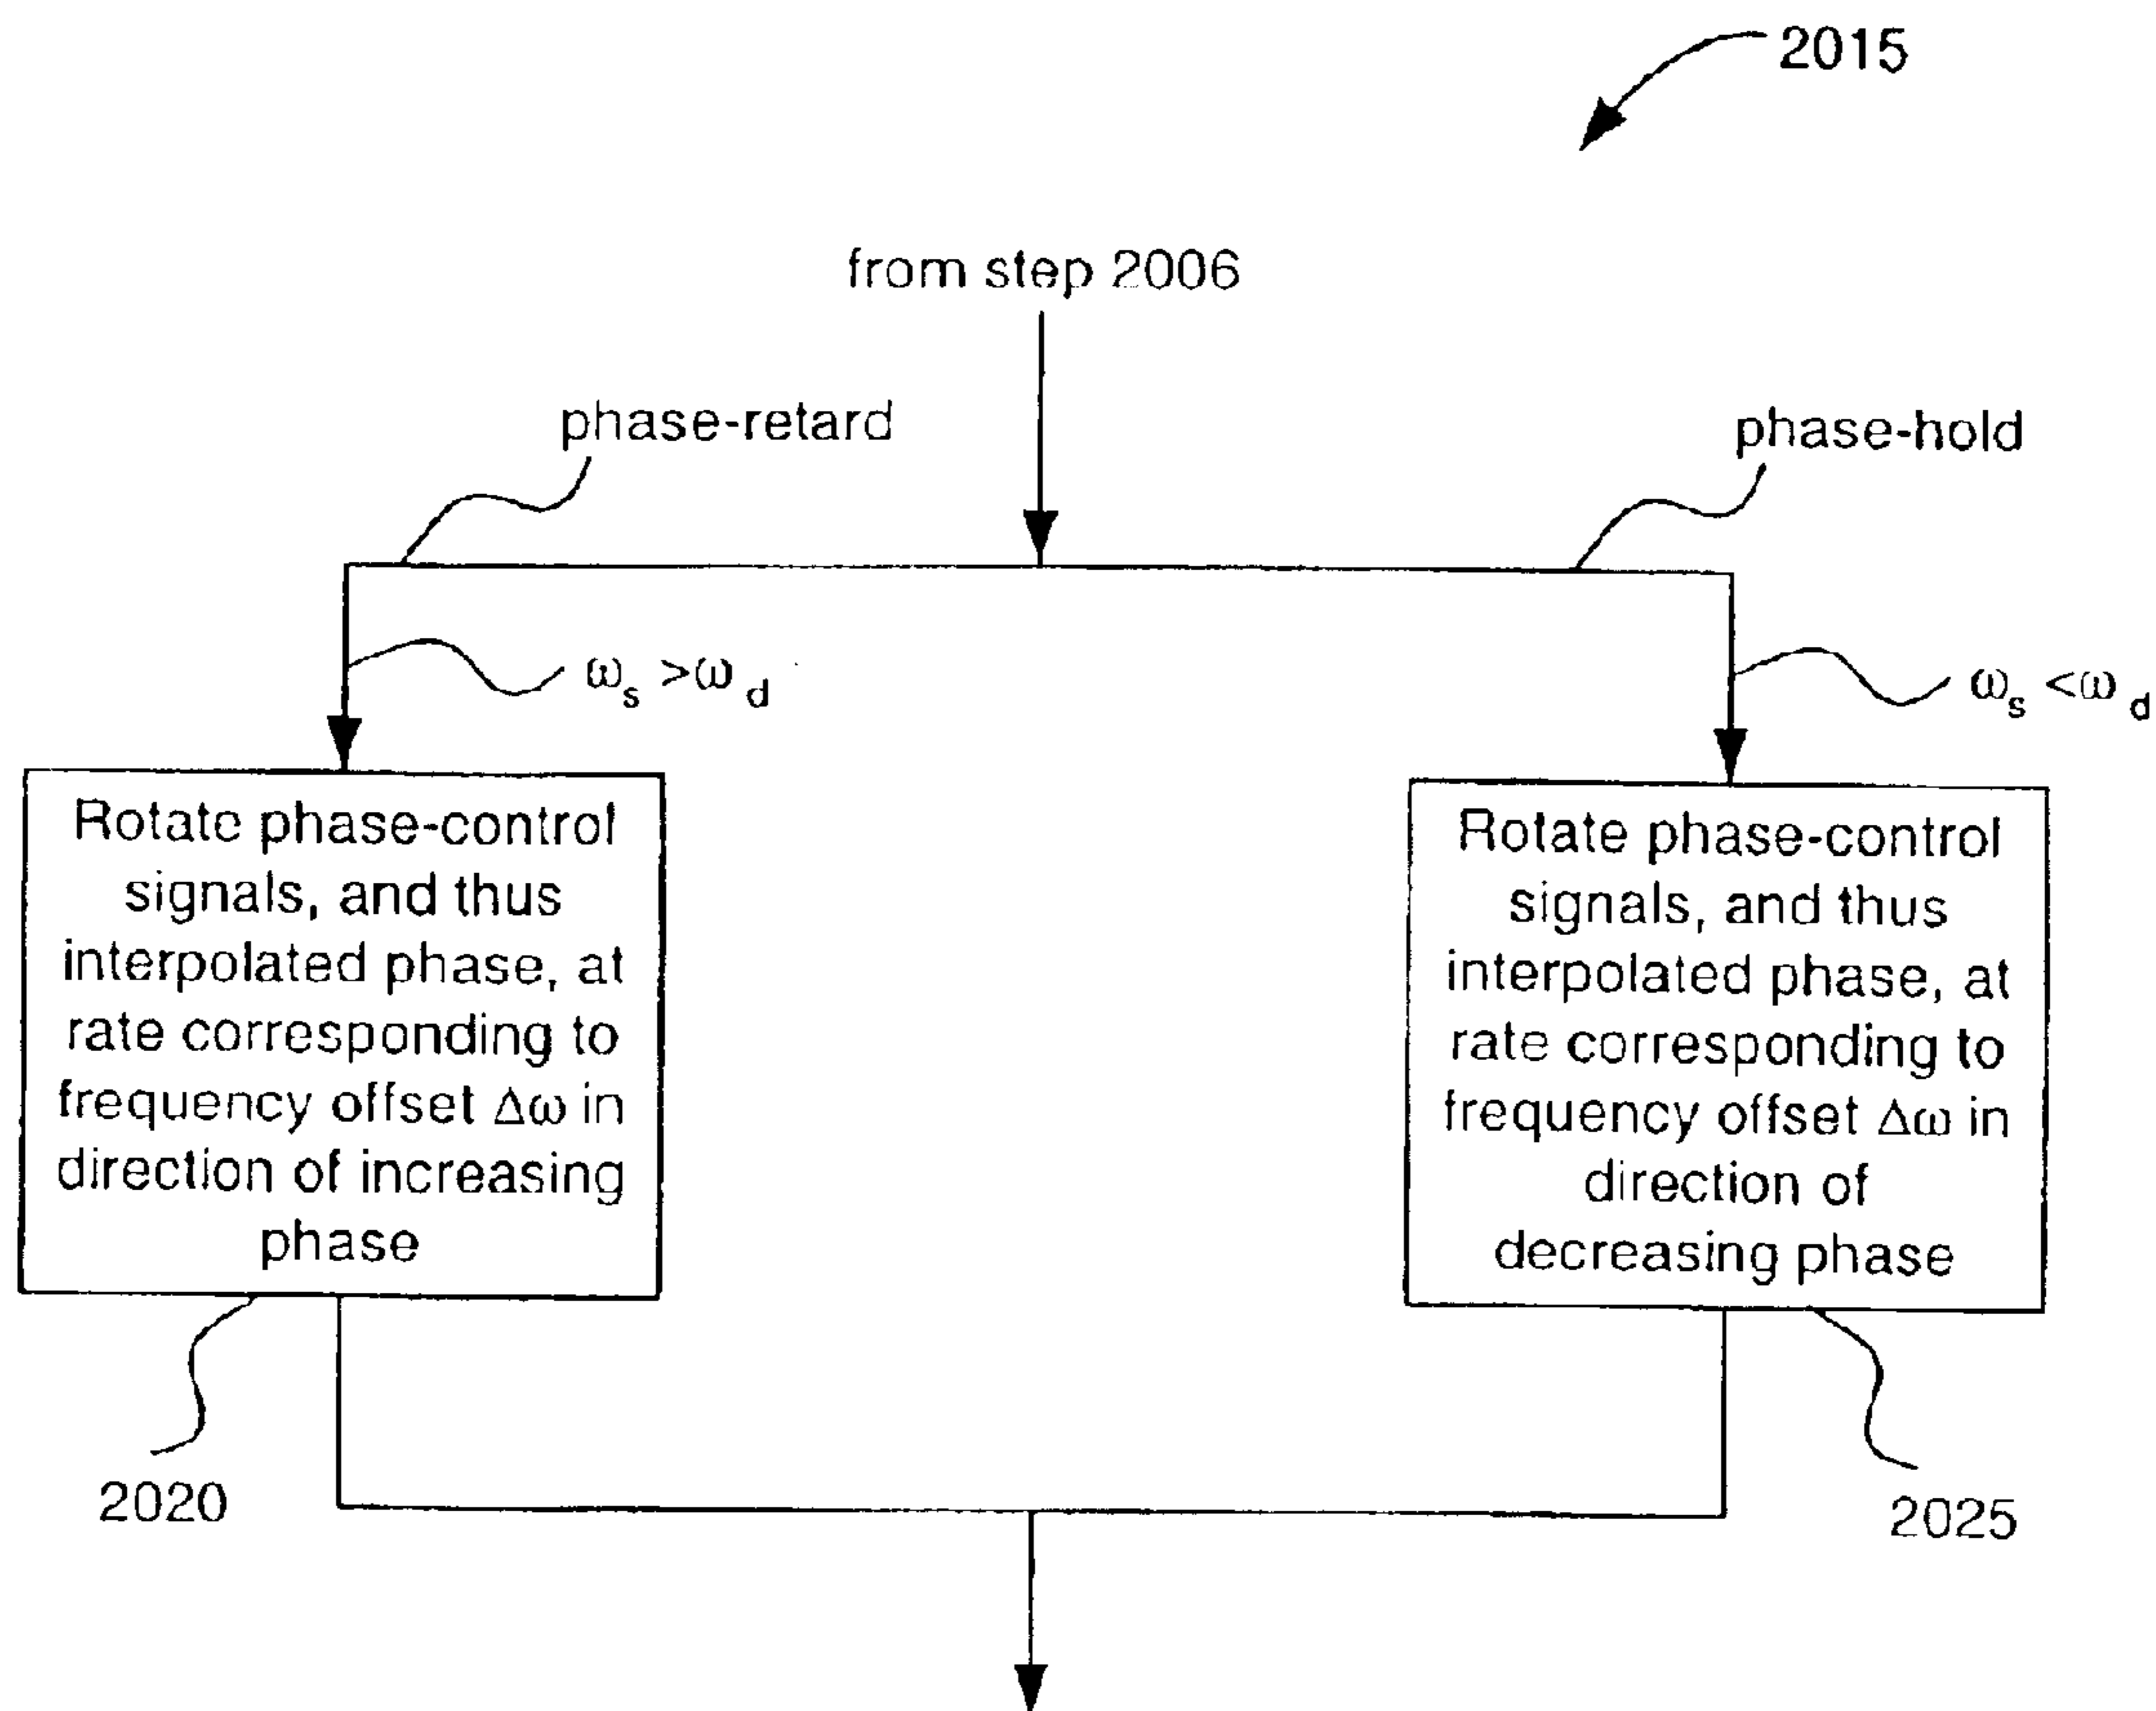 2015
from step 2006
phase-retard
phase-hold
ωs >ωd
ωs <ωd
Rotate phase-control
signals, and thus
interpolated phase, at
rate corresponding to
frequency offset Δω in
direction of increasing
phase
Rotate phase-control
signals, and thus
interpolated phase, at
rate corresponding to
frequency offset Δω in
direction of
decreasing phase
2020
2025